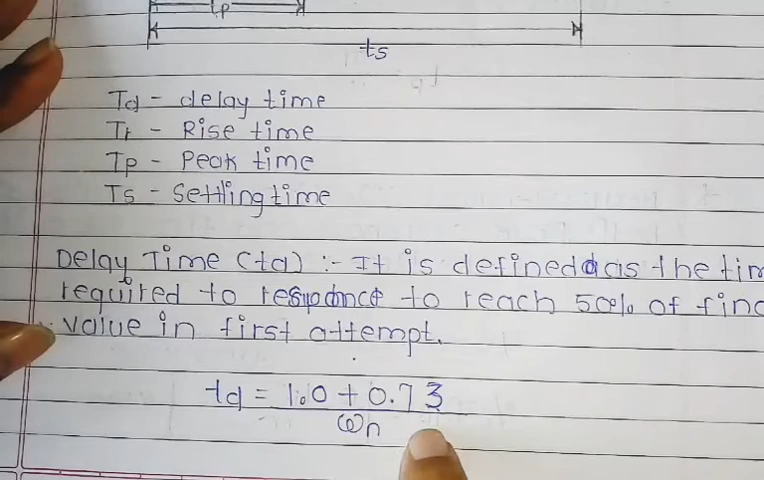 tp
ts
Td - delay time
Tr - Rise time
Tp - Peak time
Ts - Settling time
Delay Time (td) :- It is defined as the tim
required to to reach 50% of fina
value in first attempt.
td = 1.0 + 0.73
ωn